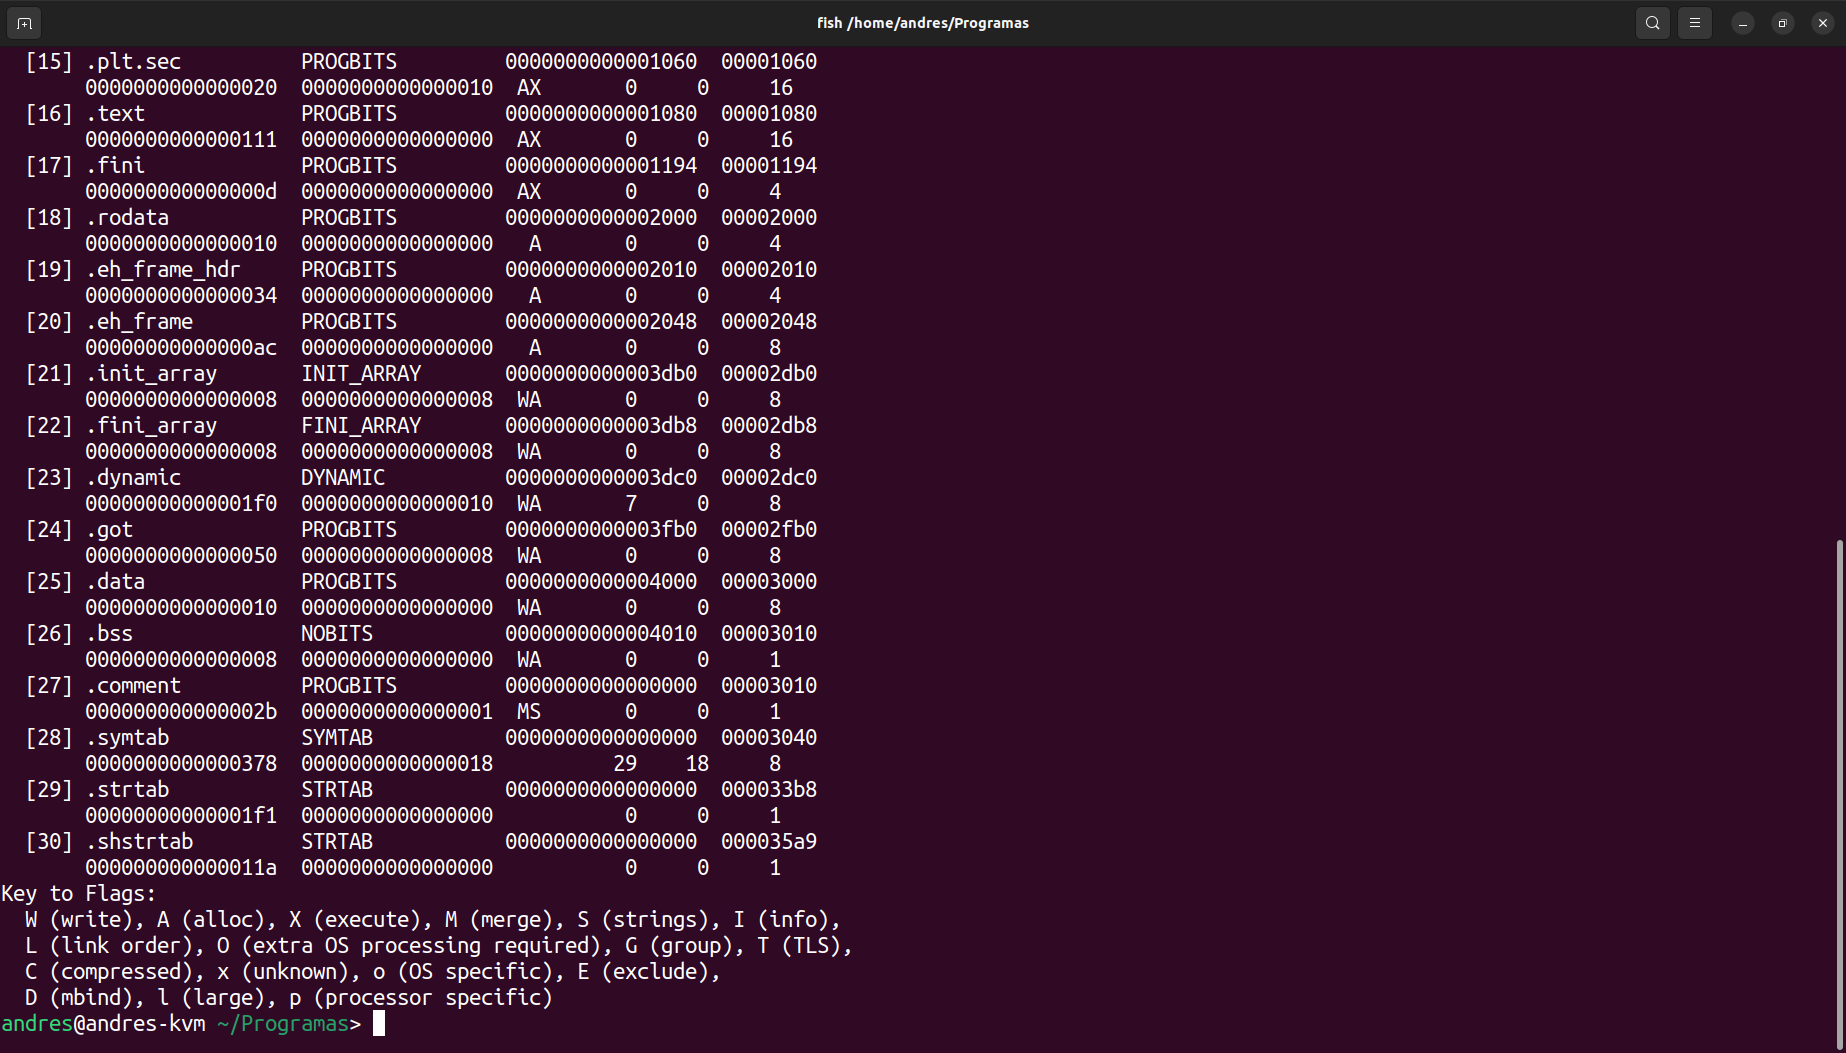 fish /home/andres/Programas
[15] .plt.sec PROGBITS 0000000000001060 00001060
0000000000000020 0000000000000010 AX 0 0 16
[16] .text PROGBITS 0000000000001080 00001080
0000000000000111 0000000000000000 AX 0 0 16
[17] .fini PROGBITS 0000000000001194 00001194
000000000000000d 0000000000000000 AX 0 0 4
[18] .rodata PROGBITS 0000000000002000 00002000
0000000000000010 0000000000000000 A 0 0 4
[19] .eh_frame_hdr PROGBITS 0000000000002010 00002010
0000000000000034 0000000000000000 A 0 0 4
[20] .eh_frame PROGBITS 0000000000002048 00002048
00000000000000ac 0000000000000000 A 0 0 8
[21] .init_array INIT_ARRAY 0000000000003db0 00002db0
0000000000000008 0000000000000008 WA 0 0 8
[22] .fini_array FINI_ARRAY 0000000000003db8 00002db8
0000000000000008 0000000000000008 WA 0 0 8
[23] .dynamic DYNAMIC 0000000000003dc0 00002dc0
00000000000001f0 0000000000000010 WA 7 0 8
[24] .got PROGBITS 0000000000003fb0 00002fb0
0000000000000050 0000000000000008 WA 0 0 8
[25] .data PROGBITS 0000000000004000 00003000
0000000000000010 0000000000000000 WA 0 0 8
[26] .bss NOBITS 0000000000004010 00003010
0000000000000008 0000000000000000 WA 0 0 1
[27] .comment PROGBITS 0000000000000000 00003010
000000000000002b 0000000000000001 MS 0 0 1
[28] .symtab SYMTAB 0000000000000000 00003040
0000000000000378 0000000000000018 29 18 8
[29] .strtab STRTAB 0000000000000000 000033b8
00000000000001f1 0000000000000000 0 0 1
[30] .shstrtab STRTAB 0000000000000000 000035a9
000000000000011a 0000000000000000 0 0 1
Key to Flags:
W (write), A (alloc), X (execute), M (merge), S (strings), I (info),
L (link order), O (extra OS processing required), G (group), T (TLS),
C (compressed), x (unknown), o (OS specific), E (exclude),
D (mbind), l (large), p (processor specific)
andres@andres-kvm ~/Programas>